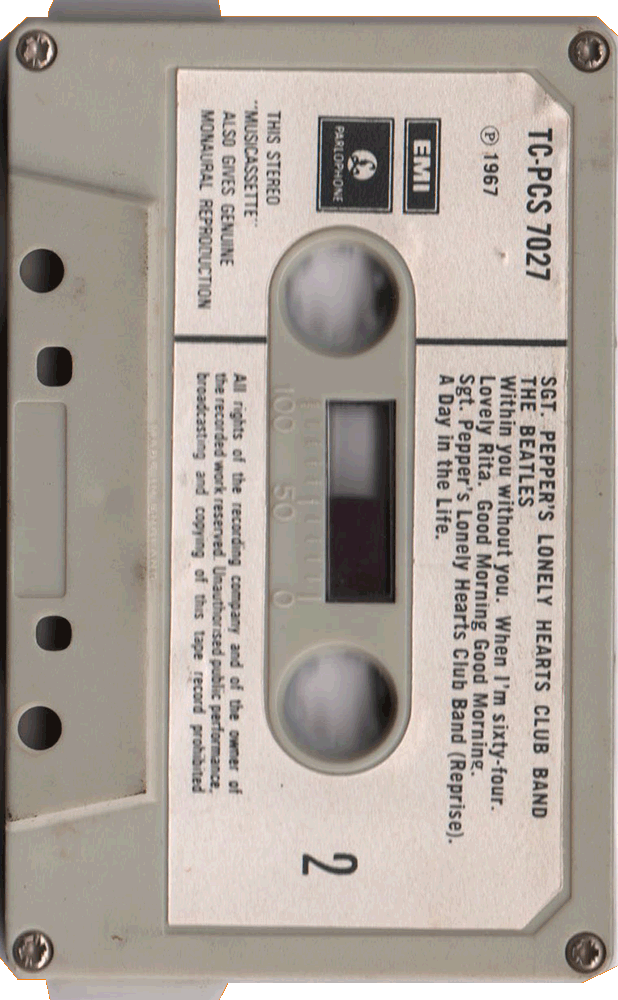 TC-PCS 7027
℗ 1967
EMI
PARLOPHONE
THIS STEREO
"MUSICASSETTE"
ALSO GIVES GENUINE
MONAURAL REPRODUCTION
SGT. PEPPER'S LONELY HEARTS CLUB BAND
THE BEATLES
Within you without you. When I'm sixty-four.
Lovely Rita. Good Morning Good Morning.
Sgt. Pepper's Lonely Hearts Club Band (Reprise).
A Day in the Life.
100 50 0
All rights of the recording company and of the owner of
the recorded work reserved. Unauthorised public performance,
broadcasting and copying of this tape record prohibited
2